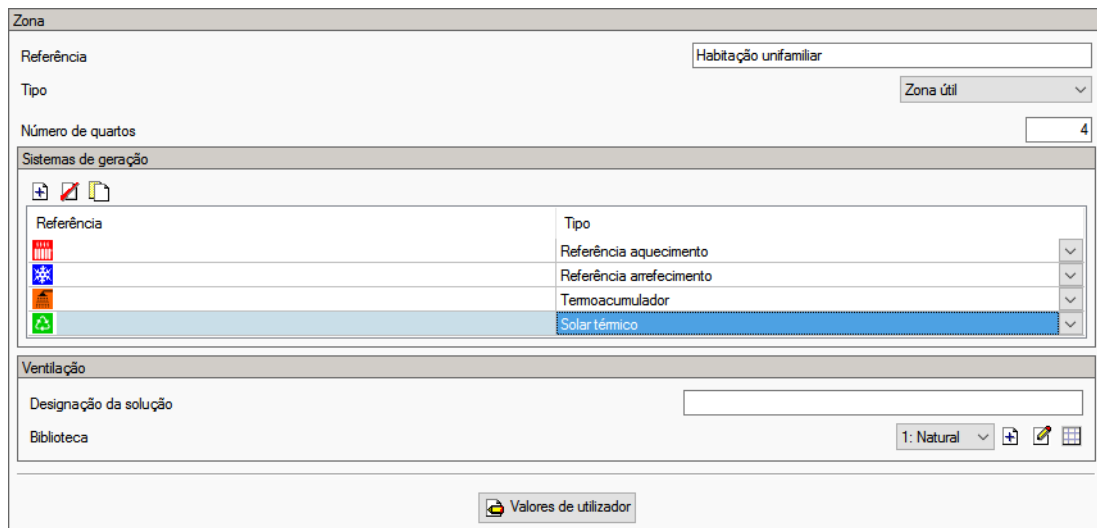 Zona
Referência Habitação unifamiliar
Tipo Zona útil
Número de quartos 4
Sistemas de geração
Referência Tipo
Referência aquecimento
Referência arrefecimento
Termoacumulador
Solar térmico
Ventilação
Designação da solução
Biblioteca 1: Natural
Valores de utilizador